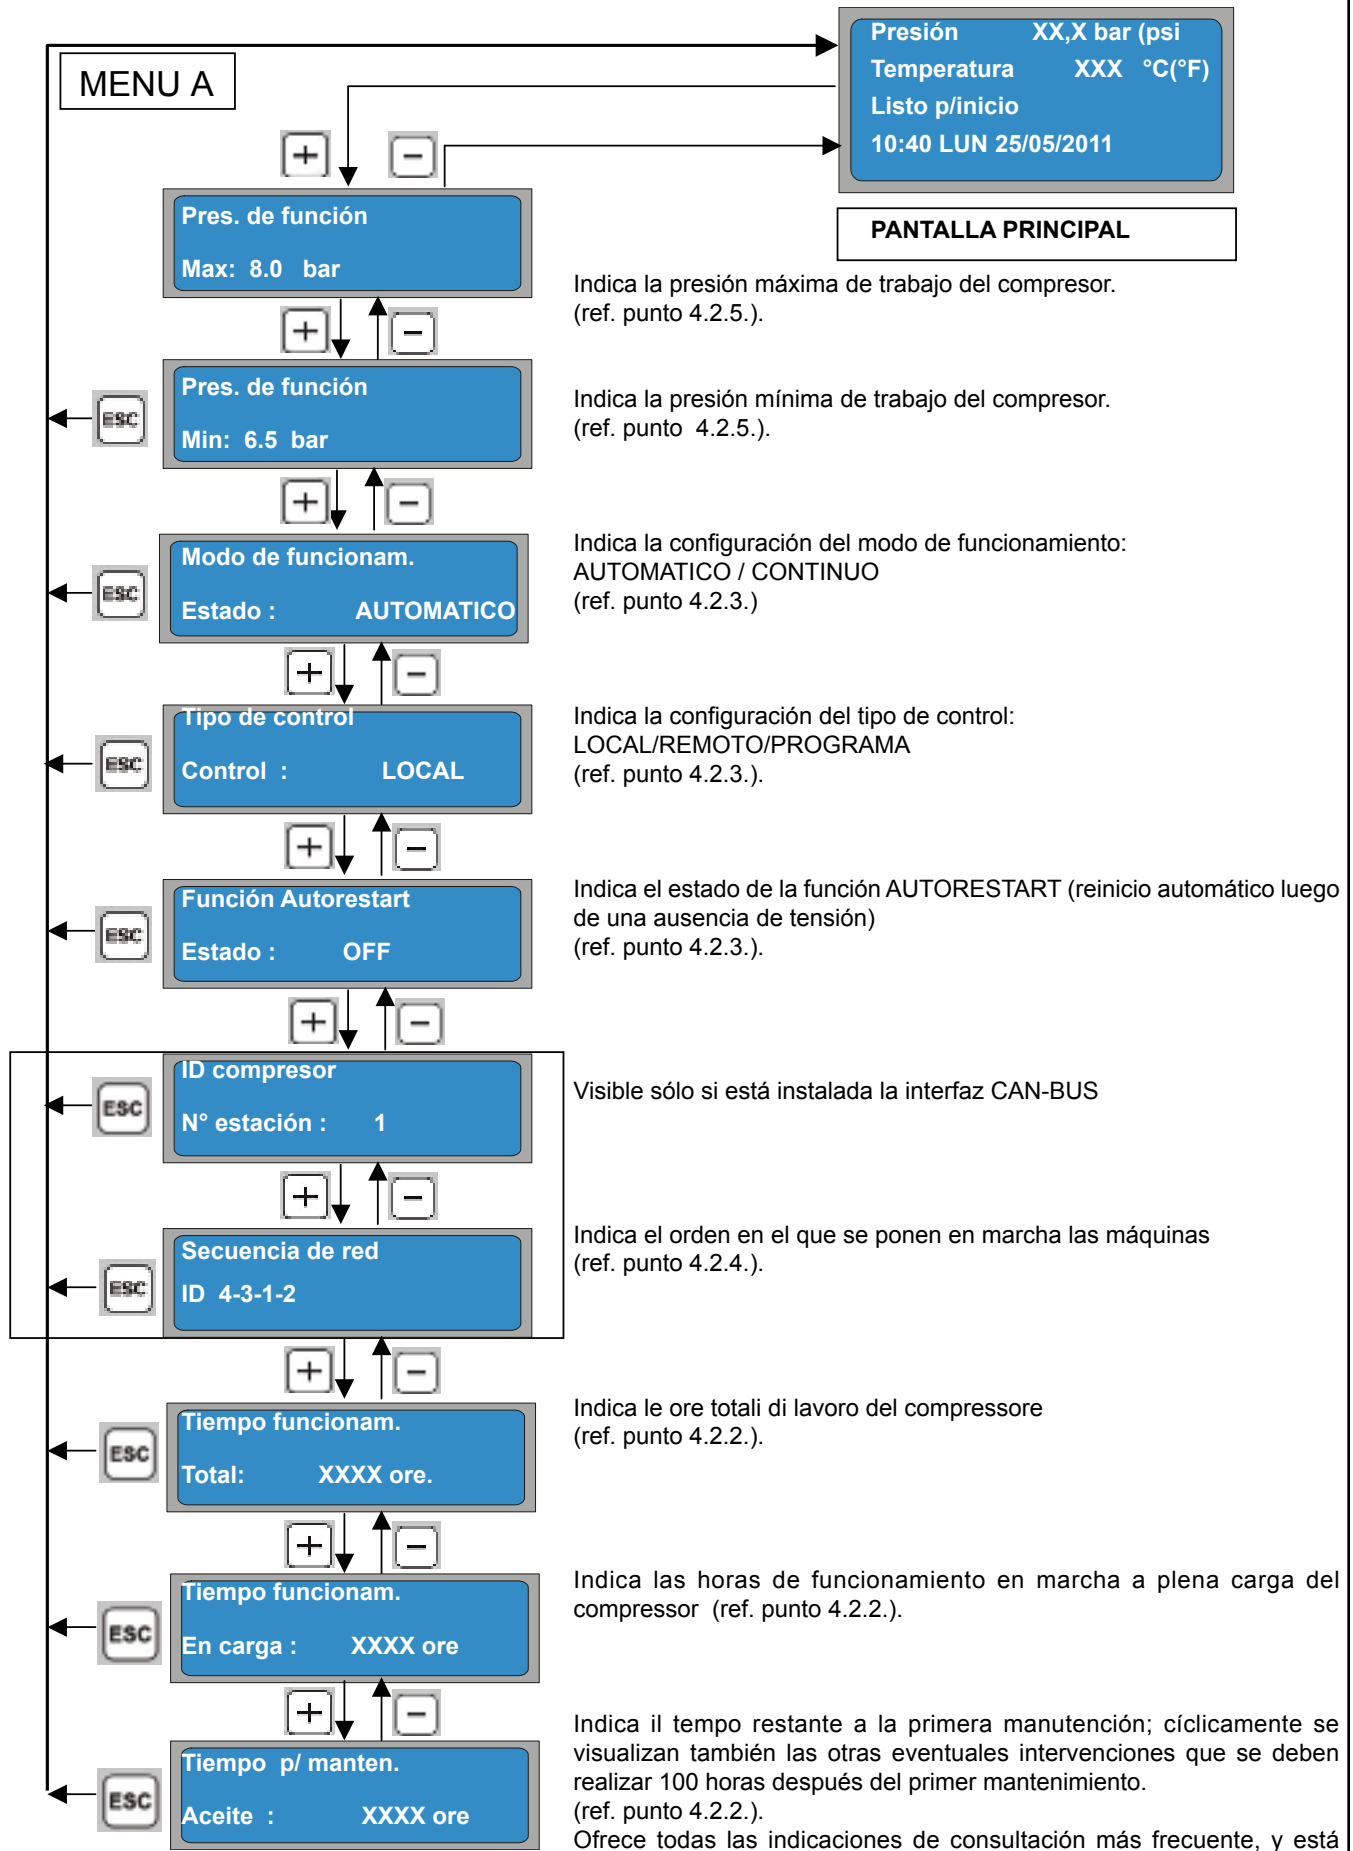 MENU A
Presión XX,X bar (psi
Temperatura XXX °C(°F)
Listo p/inicio
10:40 LUN 25/05/2011
PANTALLA PRINCIPAL
+ −
Pres. de función
Max: 8.0 bar
Indica la presión máxima de trabajo del compresor.
(ref. punto 4.2.5.).
+ −
Pres. de función
Min: 6.5 bar
ESC
Indica la presión mínima de trabajo del compresor.
(ref. punto 4.2.5.).
+ −
Modo de funcionam.
Estado : AUTOMATICO
ESC
Indica la configuración del modo de funcionamiento:
AUTOMATICO / CONTINUO
(ref. punto 4.2.3.)
+ −
Tipo de control
Control : LOCAL
ESC
Indica la configuración del tipo de control:
LOCAL/REMOTO/PROGRAMA
(ref. punto 4.2.3.).
+ −
Función Autorestart
Estado : OFF
ESC
Indica el estado de la función AUTORESTART (reinicio automático luego
de una ausencia de tensión)
(ref. punto 4.2.3.).
+ −
ID compresor
N° estación : 1
ESC
Visible sólo si está instalada la interfaz CAN-BUS
+ −
Secuencia de red
ID 4-3-1-2
ESC
Indica el orden en el que se ponen en marcha las máquinas
(ref. punto 4.2.4.).
+ −
Tiempo funcionam.
Total: XXXX ore.
ESC
Indica le ore totali di lavoro del compressore
(ref. punto 4.2.2.).
+ −
Tiempo funcionam.
En carga : XXXX ore
ESC
Indica las horas de funcionamiento en marcha a plena carga del
compressor (ref. punto 4.2.2.).
+ −
Tiempo p/ manten.
Aceite : XXXX ore
ESC
Indica il tempo restante a la primera manutención; cíclicamente se
visualizan también las otras eventuales intervenciones que se deben
realizar 100 horas después del primer mantenimiento.
(ref. punto 4.2.2.).
Ofrece todas las indicaciones de consultación más frecuente, y está